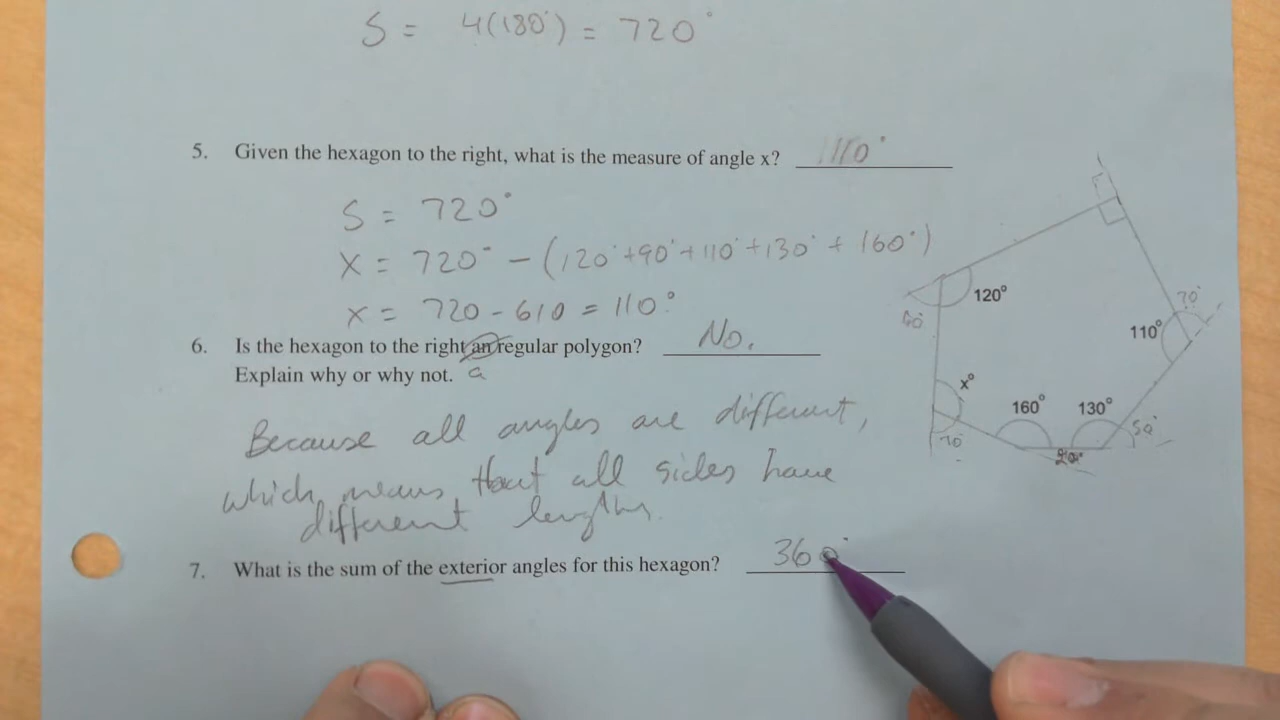 S = 4(180°) = 720°
5. Given the hexagon to the right, what is the measure of angle x? 110°
S = 720°
X = 720° - (120° + 90° + 110° + 130° + 160°)
x = 720 - 610 = 110°
6. Is the hexagon to the right an regular polygon? No.
Explain why or why not. a
Because all angles are different,
which means that all sides have
different lengths.
7. What is the sum of the exterior angles for this hexagon? 360°
120°
60°
70°
110°
x°
160° 130°
70°
50°
20°